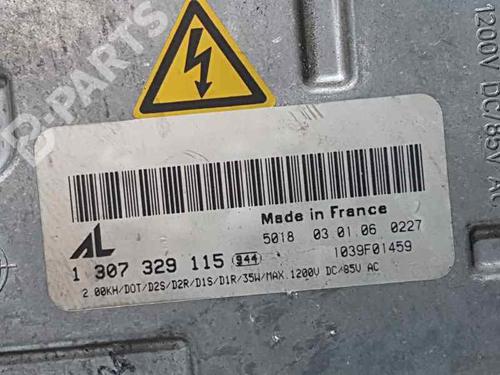 1200V DC/85V AC
Made in France
5018 03.01.06 0227
1039F01459
AL
1 307 329 115 944
2.00KH/DOT/D2S/D2R/D1S/D1R/35W/MAX.1200V DC/85V AC